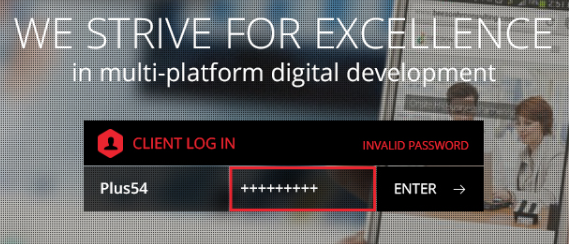 WE STRIVE FOR EXCELLENCE
in multi-platform digital development
CLIENT LOG IN
INVALID PASSWORD
Plus54
+++++++++
ENTER →